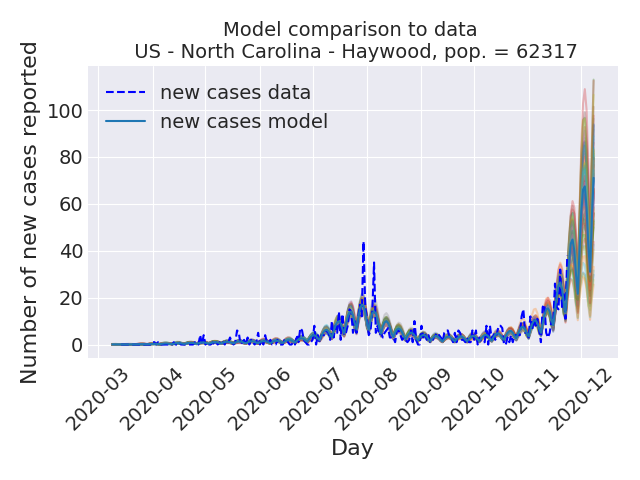 Model comparison to data
US - North Carolina - Haywood, pop. = 62317
Number of new cases reported
new cases data
new cases model
100
80
60
40
20
0
2020-03
2020-04
2020-05
2020-06
2020-07
2020-08
2020-09
2020-10
2020-11
2020-12
Day